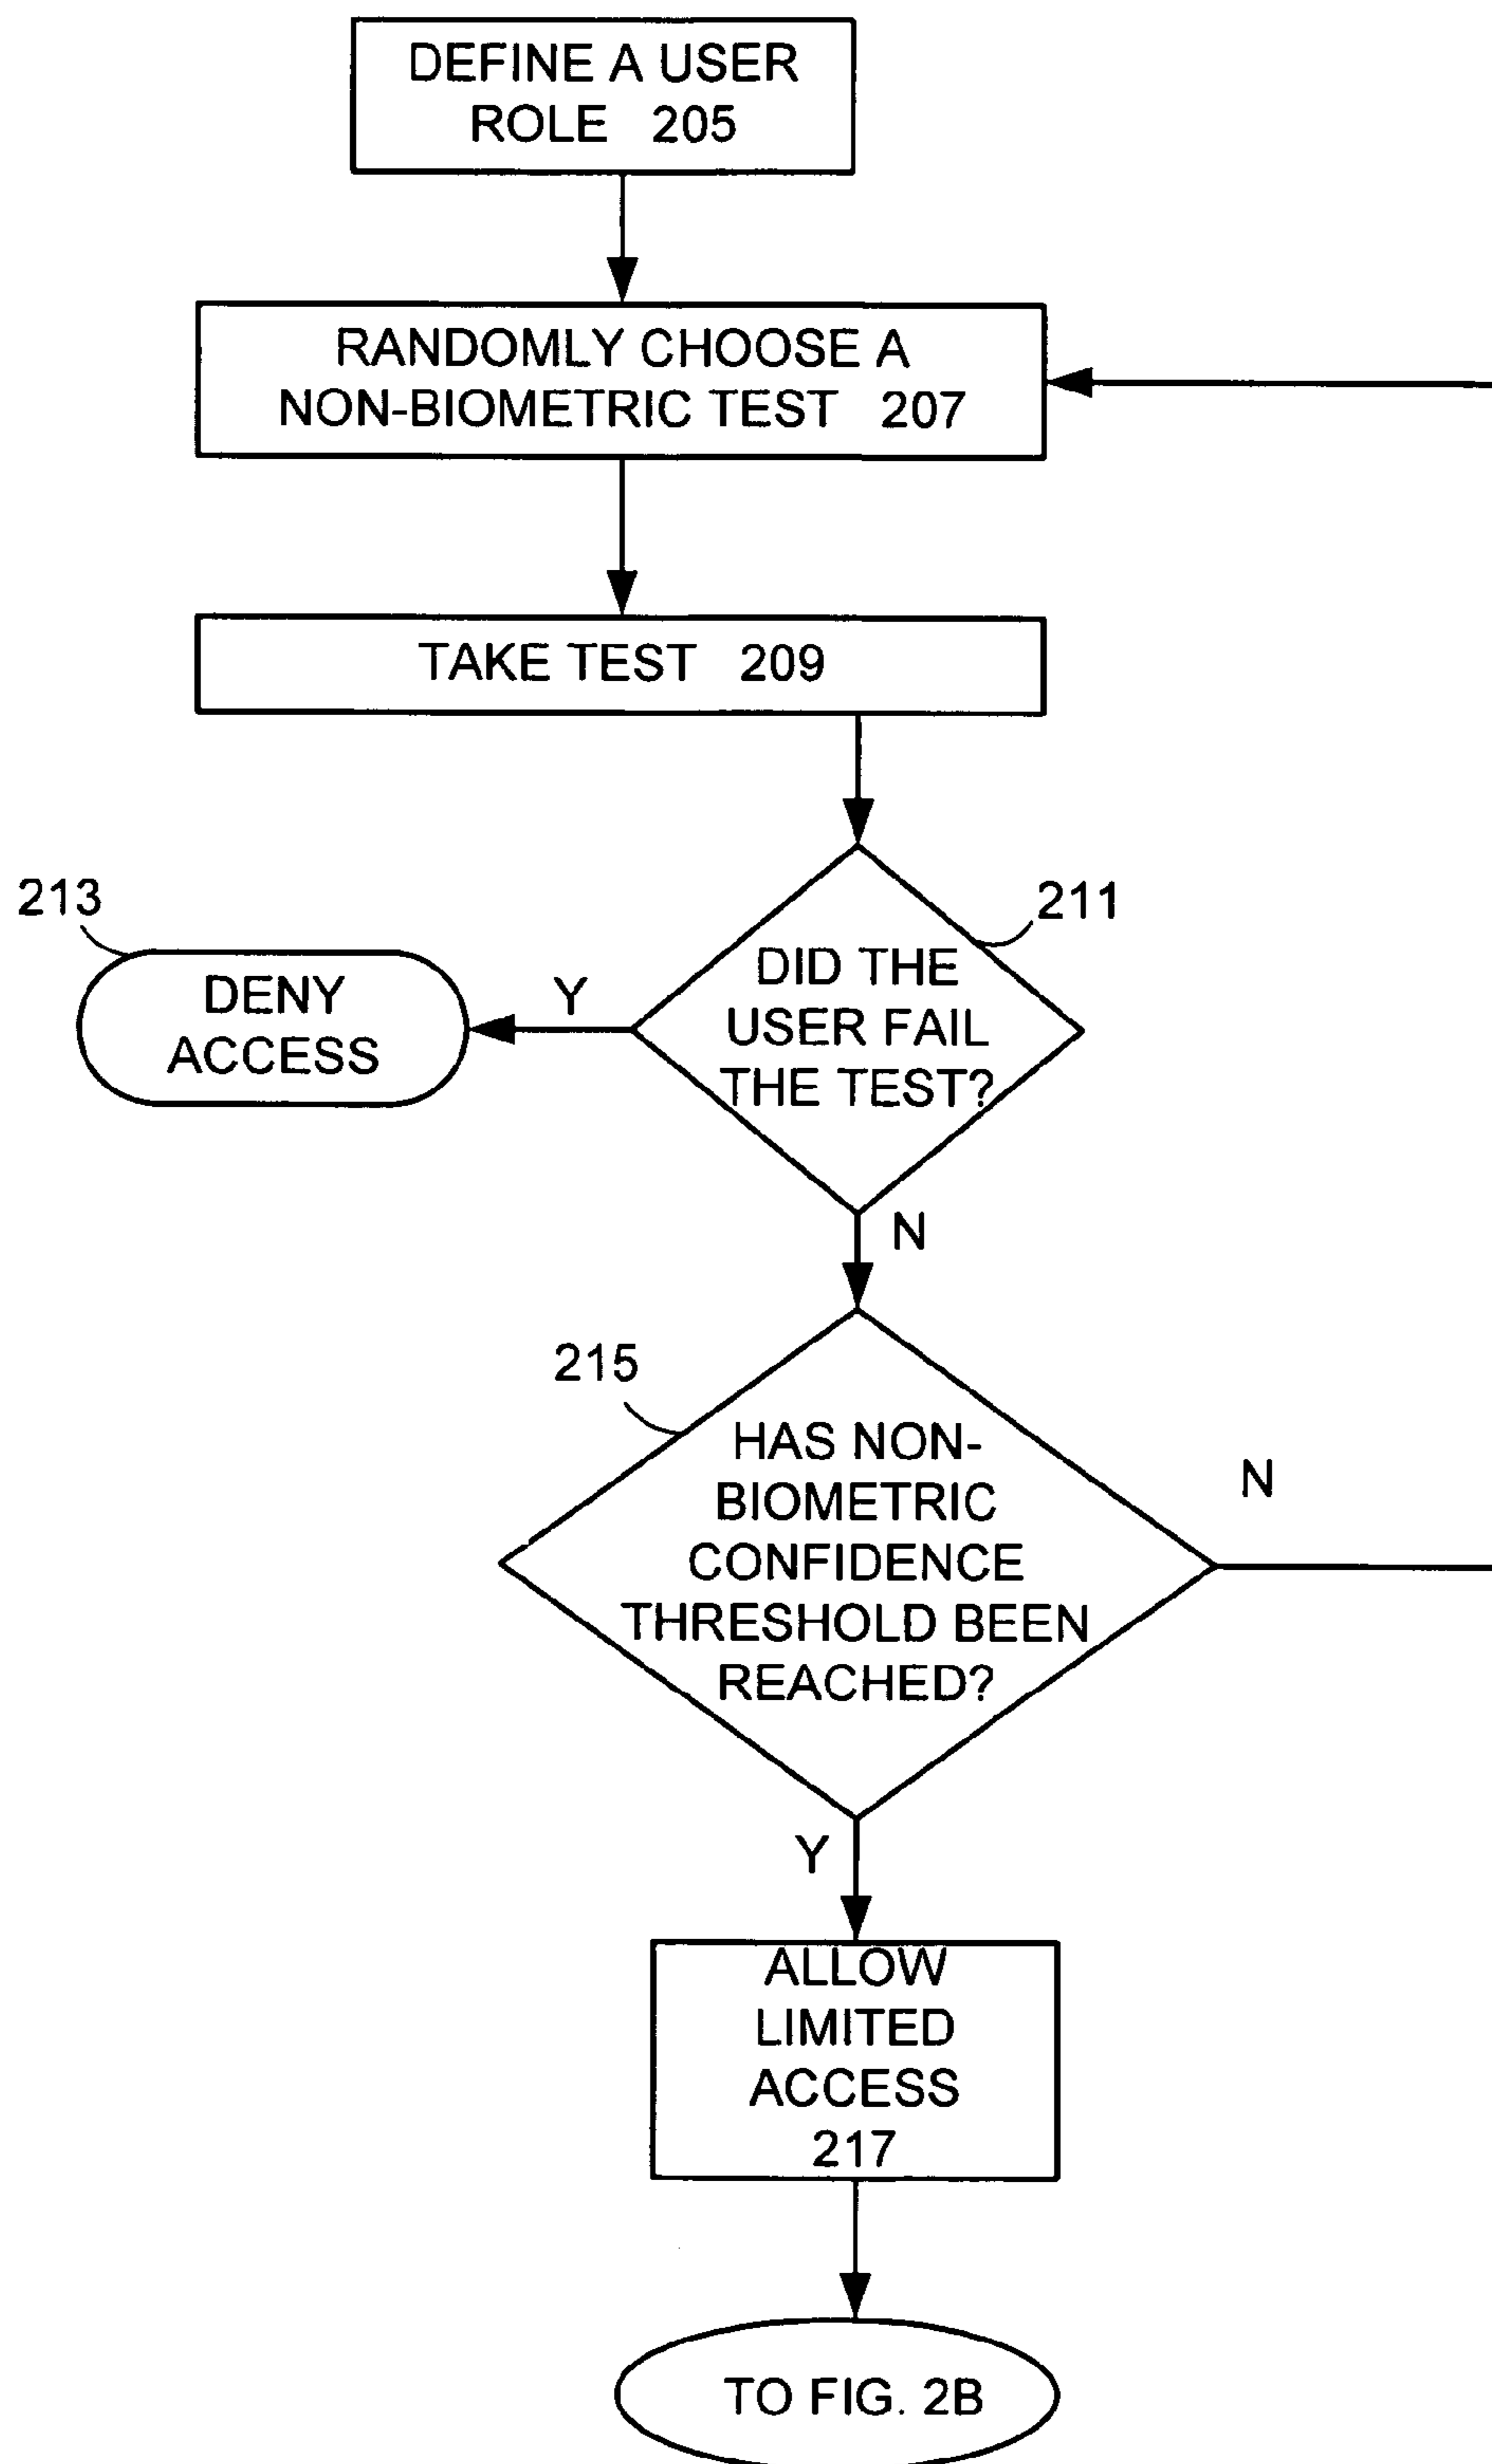 DEFINE A USER
ROLE 205
RANDOMLY CHOOSE A
NON-BIOMETRIC TEST 207
TAKE TEST 209
213
211
DENY
ACCESS
Y
DID THE
USER FAIL
THE TEST?
N
215
HAS NON-
BIOMETRIC
CONFIDENCE
THRESHOLD BEEN
REACHED?
N
Y
ALLOW
LIMITED
ACCESS
217
TO FIG. 2B